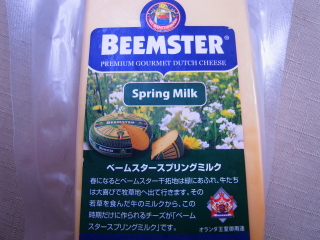 BEEMSTER®
PREMIUM GOURMET DUTCH CHEESE
Spring Milk
BEEMSTER
ベームスタースプリングミルク
春になるとベームスター干拓地は緑にあふれ、牛たち
は大喜びで牧草地へ出て行きます。その
若草を食んだ牛のミルクから、この
時期だけに作られるチーズが「ベーム
スタースプリングミルク」です。
オランダ王室御用達